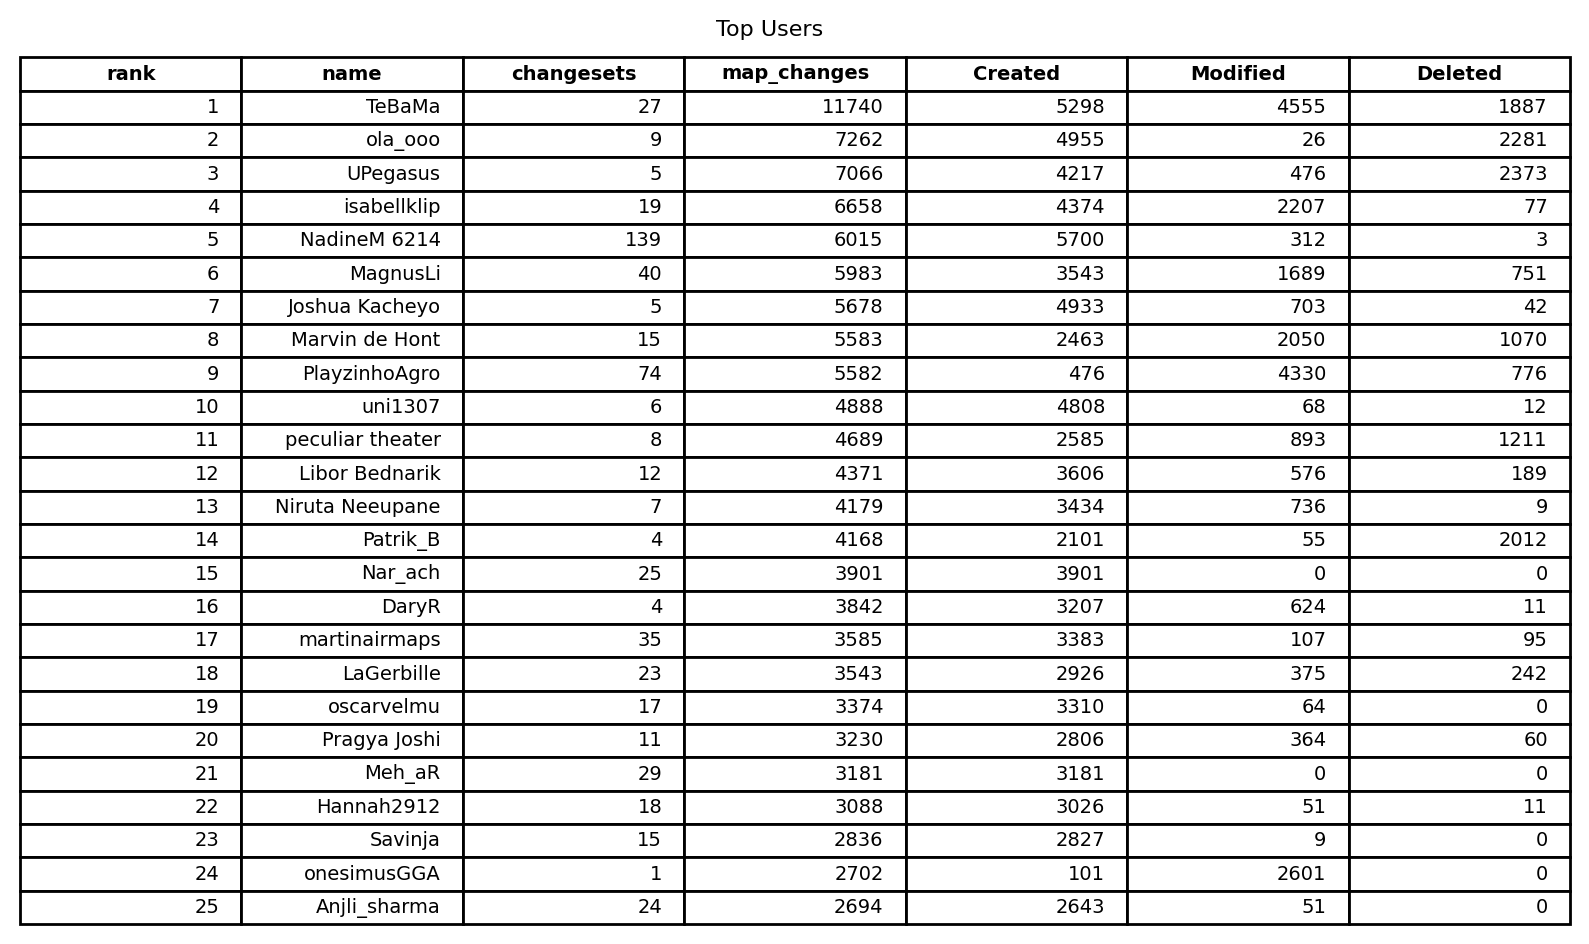 Top Users
rank name changesets map_changes Created Modified Deleted
1 TeBaMa 27 11740 5298 4555 1887
2 ola_ooo 9 7262 4955 26 2281
3 UPegasus 5 7066 4217 476 2373
4 isabellklip 19 6658 4374 2207 77
5 NadineM 6214 139 6015 5700 312 3
6 MagnusLi 40 5983 3543 1689 751
7 Joshua Kacheyo 5 5678 4933 703 42
8 Marvin de Hont 15 5583 2463 2050 1070
9 PlayzinhoAgro 74 5582 476 4330 776
10 uni1307 6 4888 4808 68 12
11 peculiar theater 8 4689 2585 893 1211
12 Libor Bednarik 12 4371 3606 576 189
13 Niruta Neeupane 7 4179 3434 736 9
14 Patrik_B 4 4168 2101 55 2012
15 Nar_ach 25 3901 3901 0 0
16 DaryR 4 3842 3207 624 11
17 martinairmaps 35 3585 3383 107 95
18 LaGerbille 23 3543 2926 375 242
19 oscarvelmu 17 3374 3310 64 0
20 Pragya Joshi 11 3230 2806 364 60
21 Meh_aR 29 3181 3181 0 0
22 Hannah2912 18 3088 3026 51 11
23 Savinja 15 2836 2827 9 0
24 onesimusGGA 1 2702 101 2601 0
25 Anjli_sharma 24 2694 2643 51 0